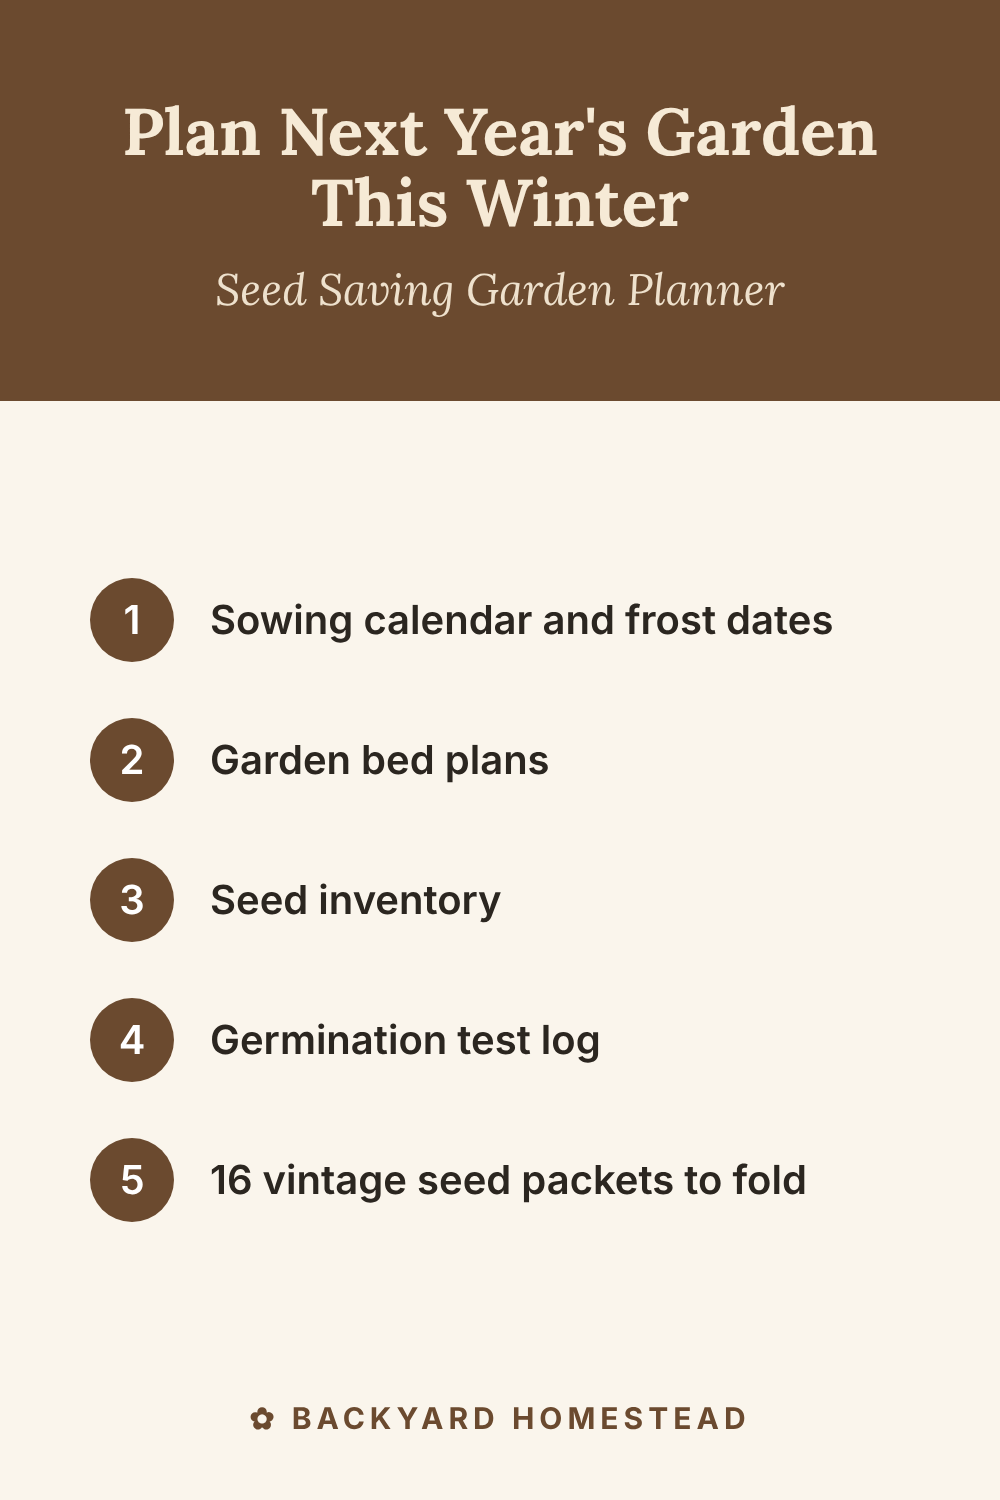 Plan Next Year's Garden
This Winter
Seed Saving Garden Planner
1 Sowing calendar and frost dates
2 Garden bed plans
3 Seed inventory
4 Germination test log
5 16 vintage seed packets to fold
✿ BACKYARD HOMESTEAD